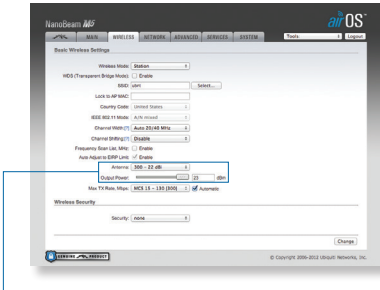 NanoBeam M5
airOS
MAIN WIRELESS NETWORK ADVANCED SERVICES SYSTEM Tools: Logout
Basic Wireless Settings
Wireless Mode: Station
WDS (Transparent Bridge Mode): Enable
SSID: ubnt Select...
Lock to AP MAC:
Country Code: United States
IEEE 802.11 Mode: A/N mixed
Channel Width:[?] Auto 20/40 MHz
Channel Shifting:[?] Disable
Frequency Scan List, MHz: Enable
Auto Adjust to EIRP Limit: Enable
Antenna: 300 - 22 dBi
Output Power: dBm
Max TX Rate, Mbps: MCS 15 - 130 [300] Automatic
Wireless Security
Security: none
Change
GENUINE PRODUCT © Copyright 2006-2012 Ubiquiti Networks, Inc.